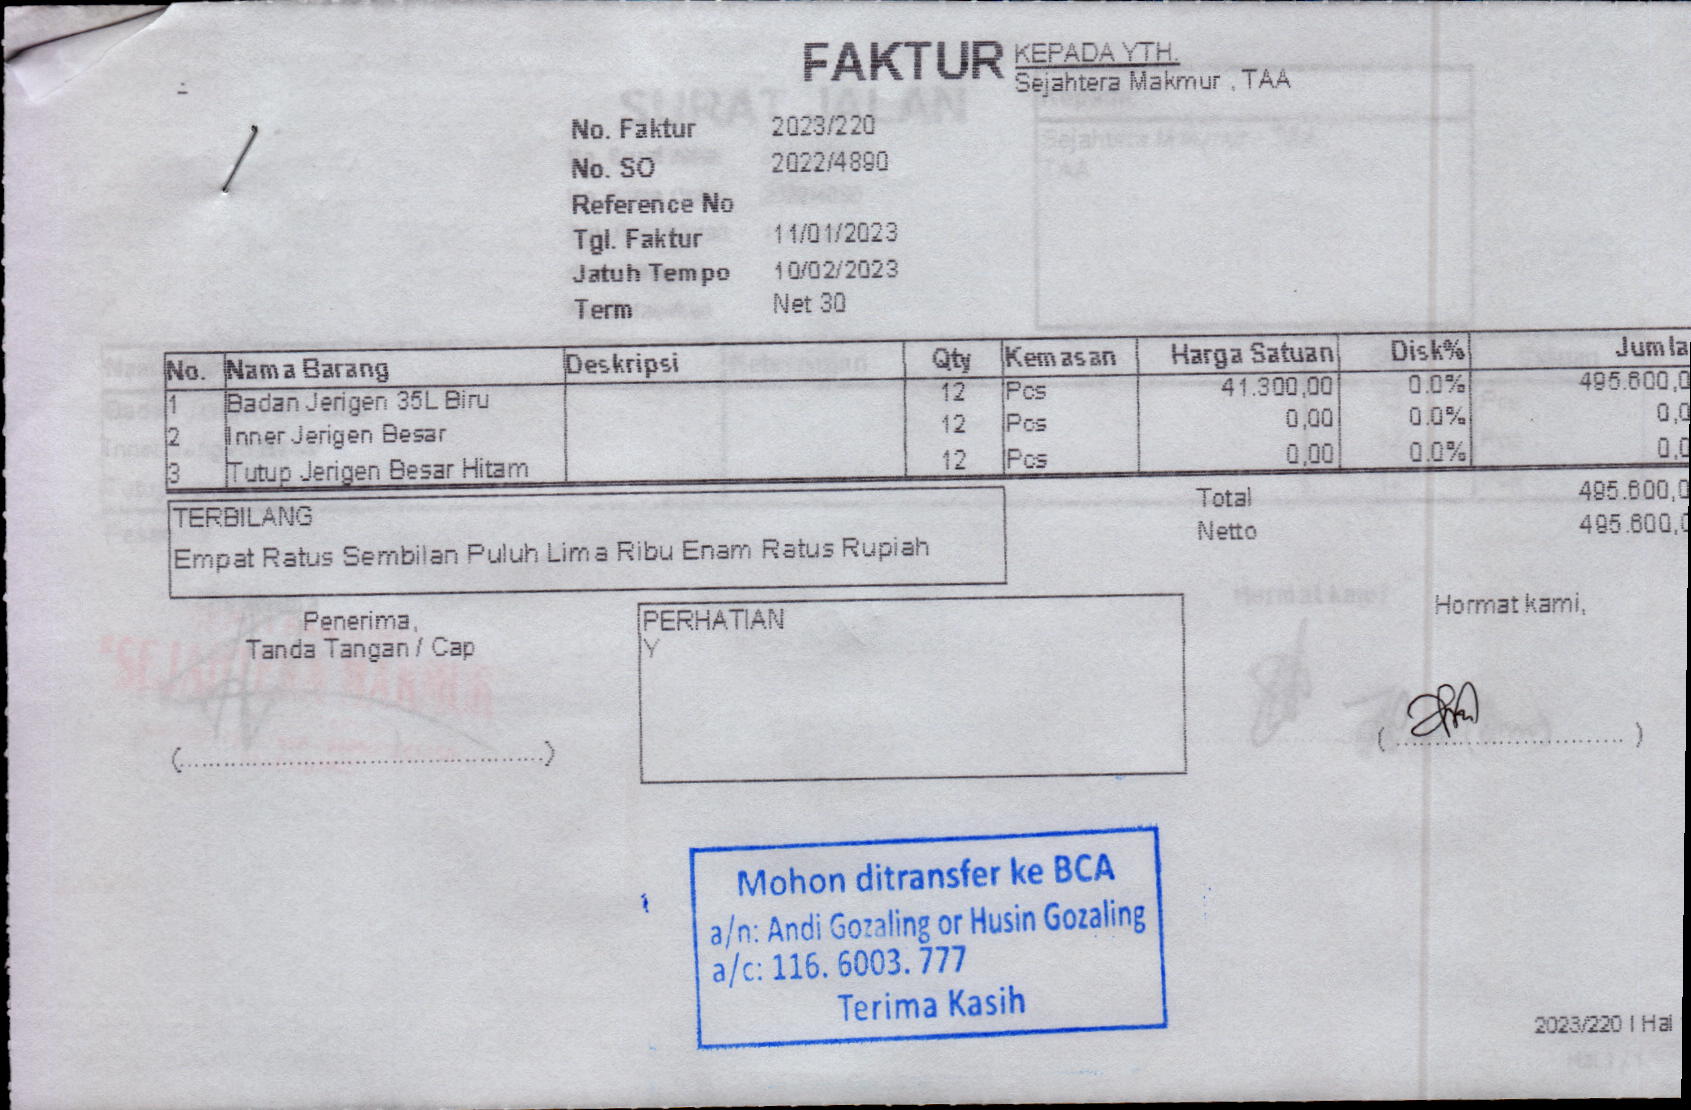 FAKTUR
KEPADA YTH.
Sejahtera Makmur , TAA
No. Faktur 2023/220
No. SO 2022/4890
Reference No
Tgl. Faktur 11/01/2023
Jatuh Tempo 10/02/2023
Term Net 30
No. Nama Barang Deskripsi Qty Kemasan Harga Satuan Disk% Jumla
1 Badan Jerigen 35L Biru 12 Pcs 41.300,00 0.0% 495.600,0
2 Inner Jerigen Besar 12 Pcs 0,00 0.0% 0,0
3 Tutup Jerigen Besar Hitam 12 Pcs 0,00 0.0% 0,0
Total 495.600,0
Netto 495.600,0
TERBILANG
Empat Ratus Sembilan Puluh Lima Ribu Enam Ratus Rupiah
Penerima,
Tanda Tangan / Cap
(..........................................................)
PERHATIAN
Y
Hormat kami,
(....................................)
Mohon ditransfer ke BCA
a/n: Andi Gozaling or Husin Gozaling
a/c: 116. 6003. 777
Terima Kasih
2023/220 | Hal